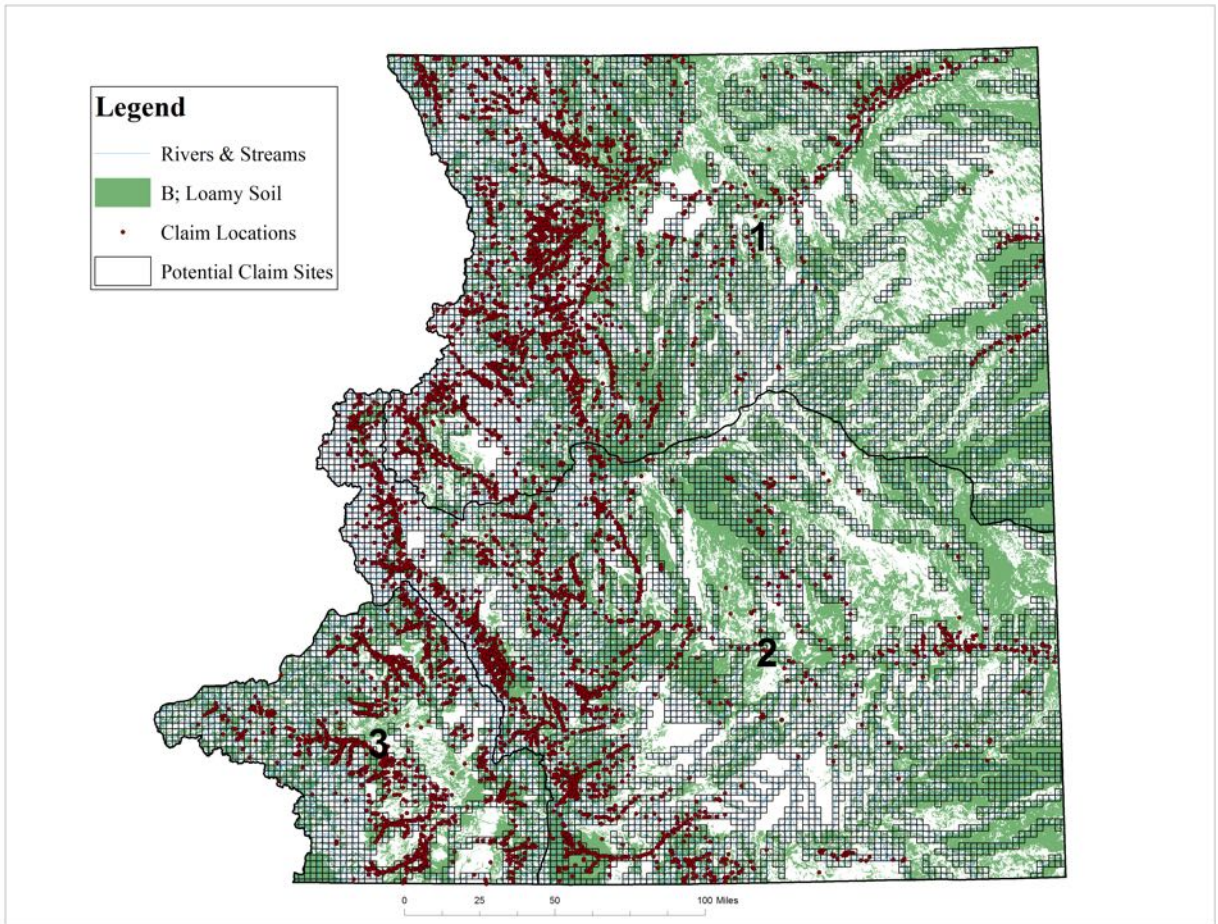 Legend
Rivers & Streams
B; Loamy Soil
Claim Locations
Potential Claim Sites
1
2
3
0 25 50 100 Miles